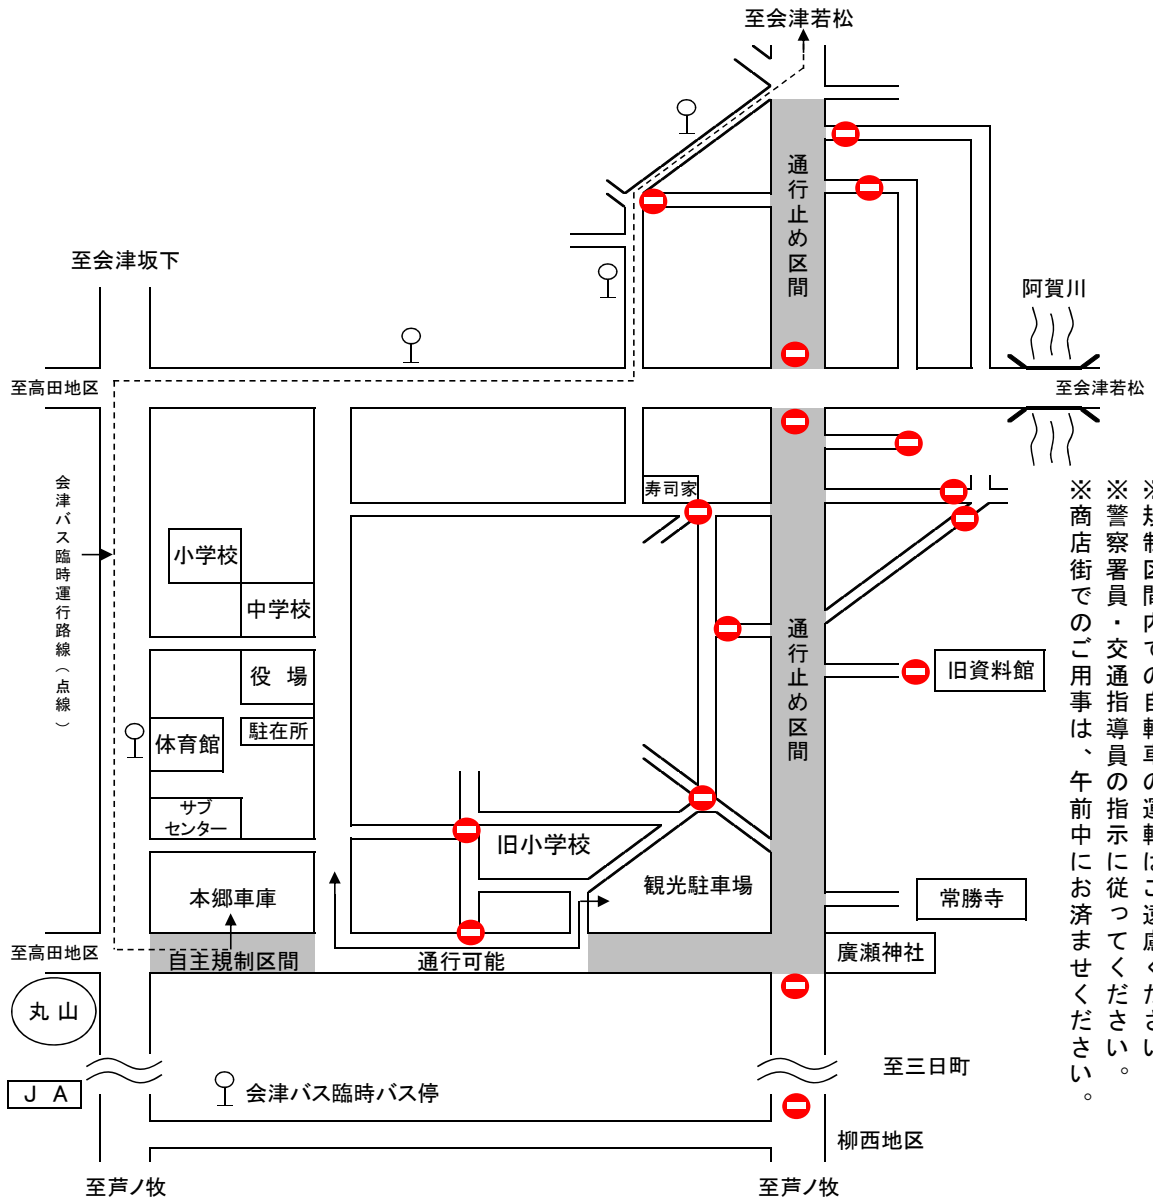 至会津若松
通行止め区間
至会津坂下
阿賀川
至高田地区
至会津若松
会津バス臨時運行路線（点線）
寿司家
小学校
中学校
役　場
駐在所
体育館
サブ
センター
通行止め区間
旧資料館
旧小学校
観光駐車場
本郷車庫
常勝寺
至高田地区
自主規制区間
通行可能
廣瀬神社
丸山
ＪＡ
会津バス臨時バス停
至三日町
柳西地区
至芦ノ牧
至芦ノ牧
※規制区間内での自転車の運転はご遠慮ください
※警察署員・交通指導員の指示に従ってください。
※商店街でのご用事は、午前中にお済ませください。